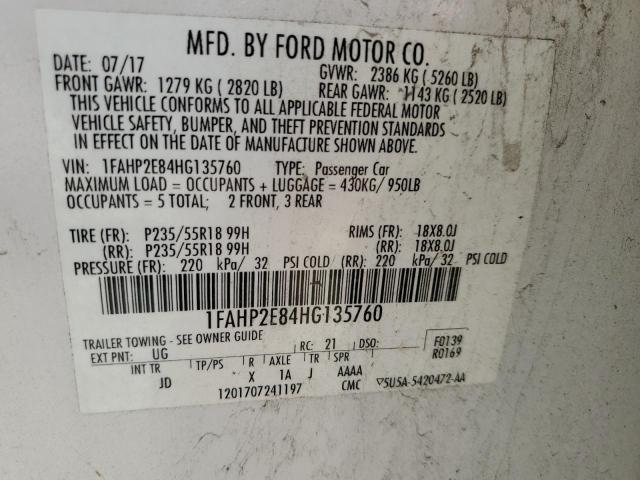 MFD. BY FORD MOTOR CO.
DATE: 07/17 GVWR: 2386 KG ( 5260 LB)
FRONT GAWR: 1279 KG ( 2820 LB) REAR GAWR: 1143 KG ( 2520 LB)
THIS VEHICLE CONFORMS TO ALL APPLICABLE FEDERAL MOTOR
VEHICLE SAFETY, BUMPER, AND THEFT PREVENTION STANDARDS
IN EFFECT ON THE DATE OF MANUFACTURE SHOWN ABOVE.
VIN: 1FAHP2E84HG135760 TYPE: Passenger Car
MAXIMUM LOAD = OCCUPANTS + LUGGAGE = 430KG/ 950LB
OCCUPANTS = 5 TOTAL; 2 FRONT, 3 REAR
TIRE (FR): P235/55R18 99H RIMS (FR): 18X8.0J
(RR): P235/55R18 99H (RR): 18X8.0J
PRESSURE (FR): 220 kPa/ 32 PSI COLD (RR): 220 kPa/ 32 PSI COLD
1FAHP2E84HG135760
TRAILER TOWING - SEE OWNER GUIDE
EXT PNT: UG RC: 21 DSO: F0139
R0169
INT TR TP/PS R AXLE TR SPR
JD X 1A J AAAA
1201707241197 CMC ▽5USA-5420472-AA